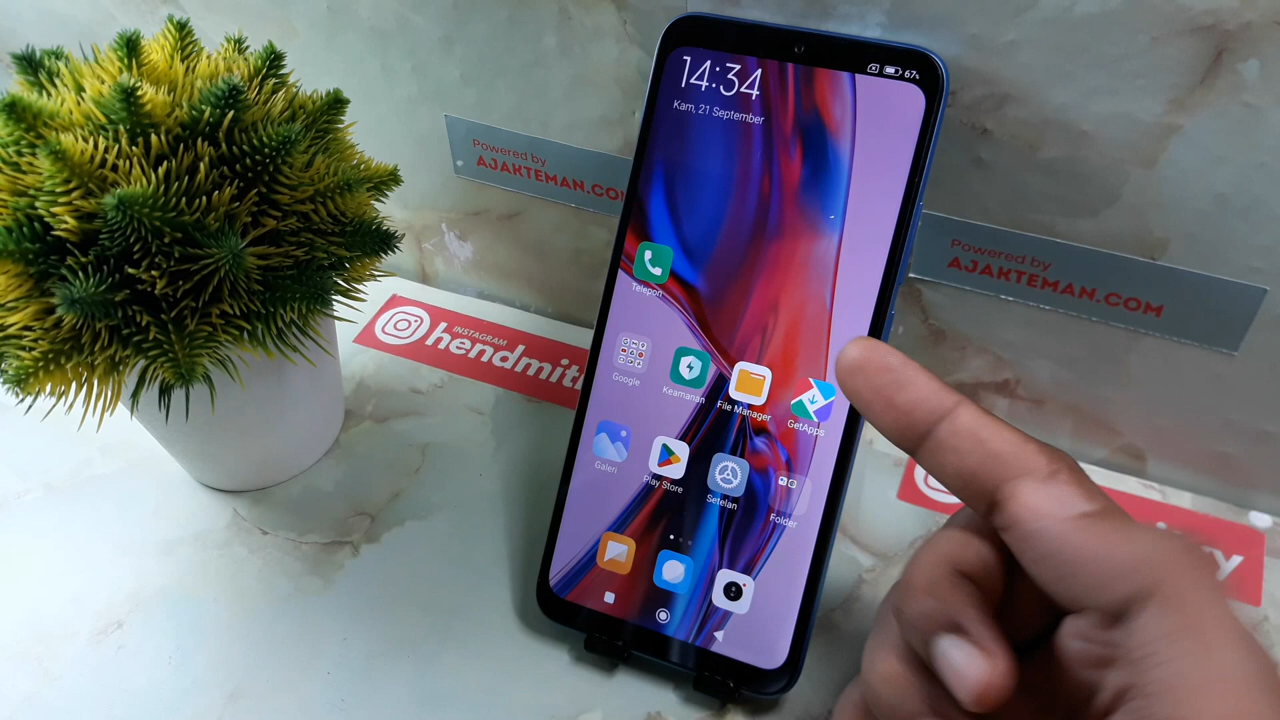 14:34
67%
Kam, 21 September
Powered by
AJAKTEMAN.COM
Powered by
AJAKTEMAN.COM
Telepon
INSTAGRAM
Google
Keamanan
File Manager
GetApps
Galeri
Play Store
Setelan
Folder